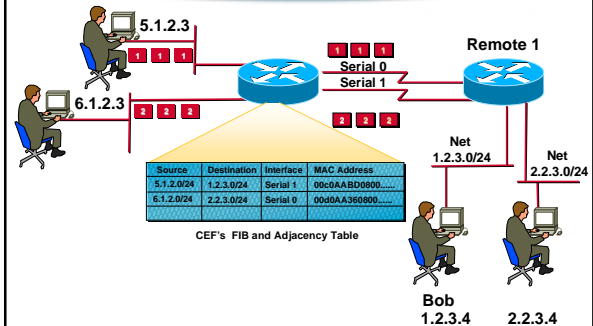 5.1.2.3
1 1 1
6.1.2.3
2 2 2
1 1 1
Serial 0
Serial 1
2 2 2
Remote 1
Net
1.2.3.0/24
Net
2.2.3.0/24
Source Destination Interface MAC Address
5.1.2.0/24 1.2.3.0/24 Serial 1 00c0AABD0800......
6.1.2.0/24 2.2.3.0/24 Serial 0 00d0AA360800......
CEF's FIB and Adjacency Table
Bob
1.2.3.4
2.2.3.4